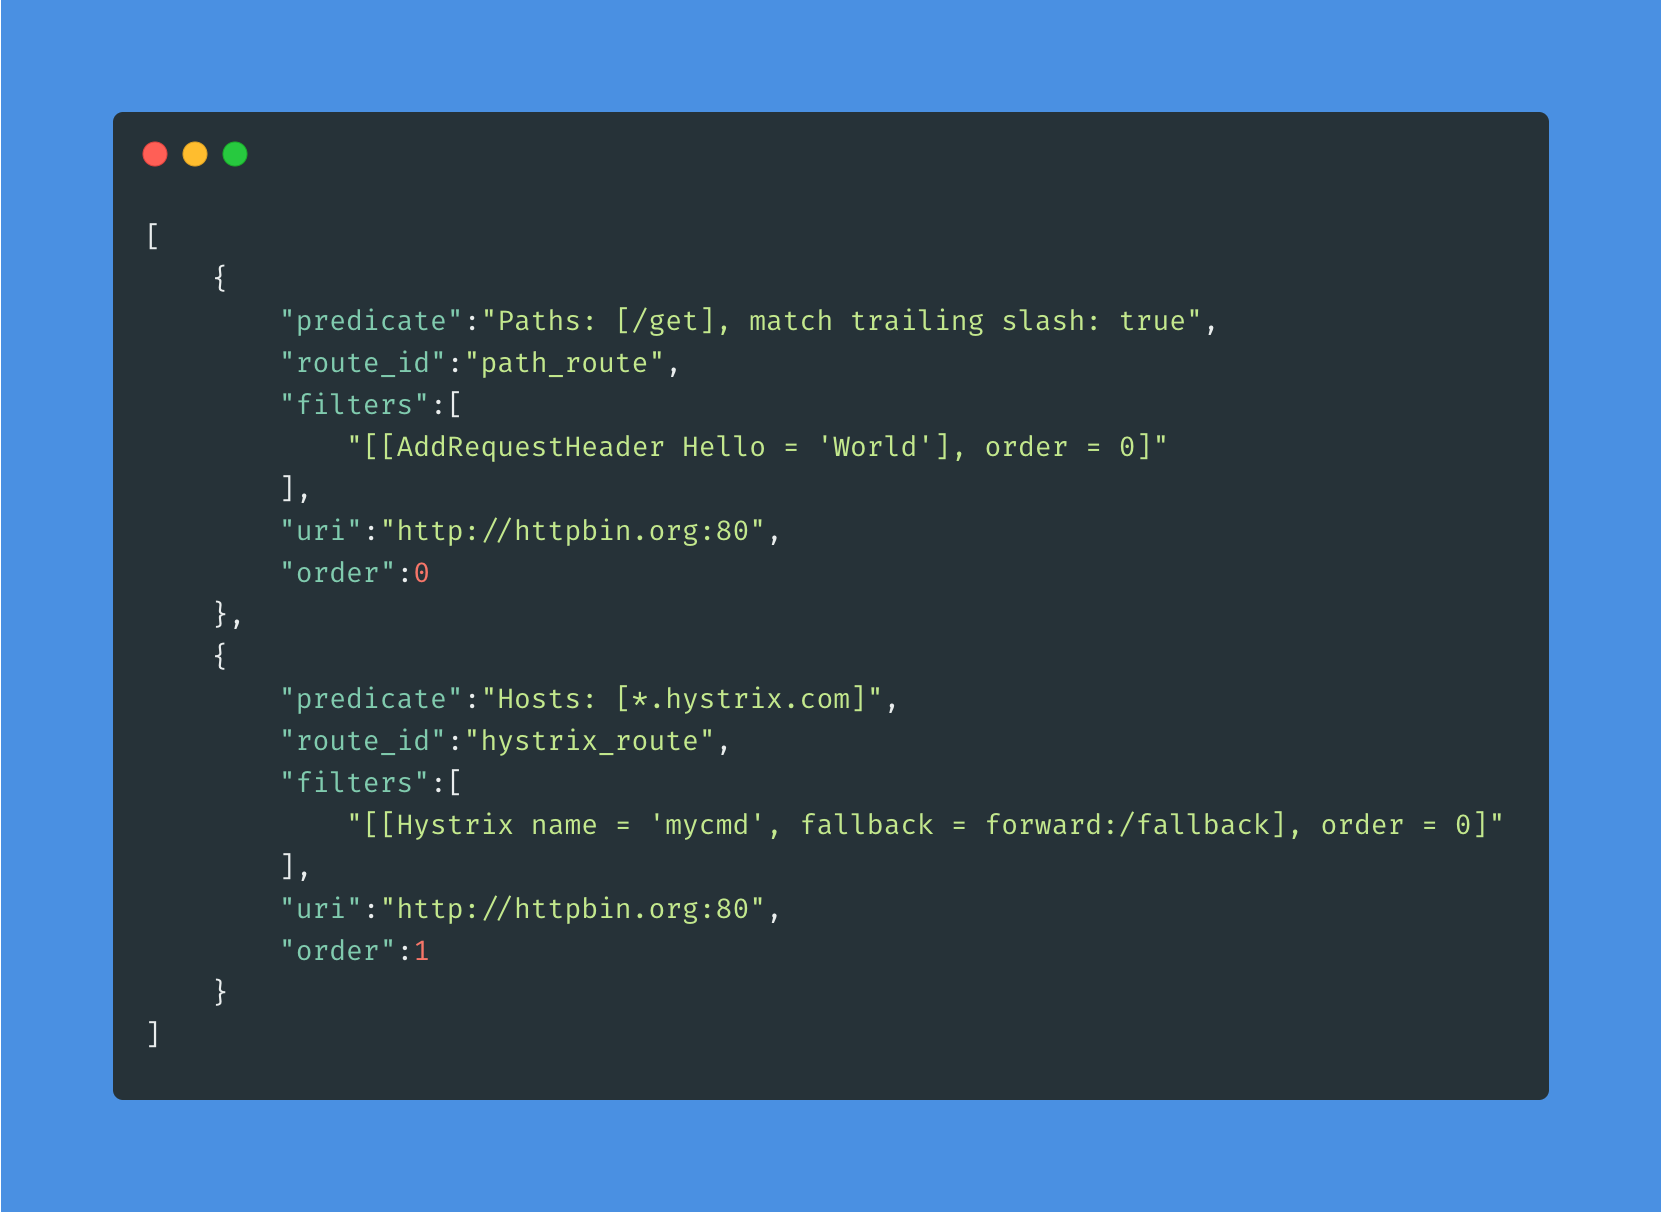 [
    {
        "predicate":"Paths: [/get], match trailing slash: true",
        "route_id":"path_route",
        "filters":[
            "[[AddRequestHeader Hello = 'World'], order = 0]"
        ],
        "uri":"http://httpbin.org:80",
        "order":0
    },
    {
        "predicate":"Hosts: [*.hystrix.com]",
        "route_id":"hystrix_route",
        "filters":[
            "[[Hystrix name = 'mycmd', fallback = forward:/fallback], order = 0]"
        ],
        "uri":"http://httpbin.org:80",
        "order":1
    }
]